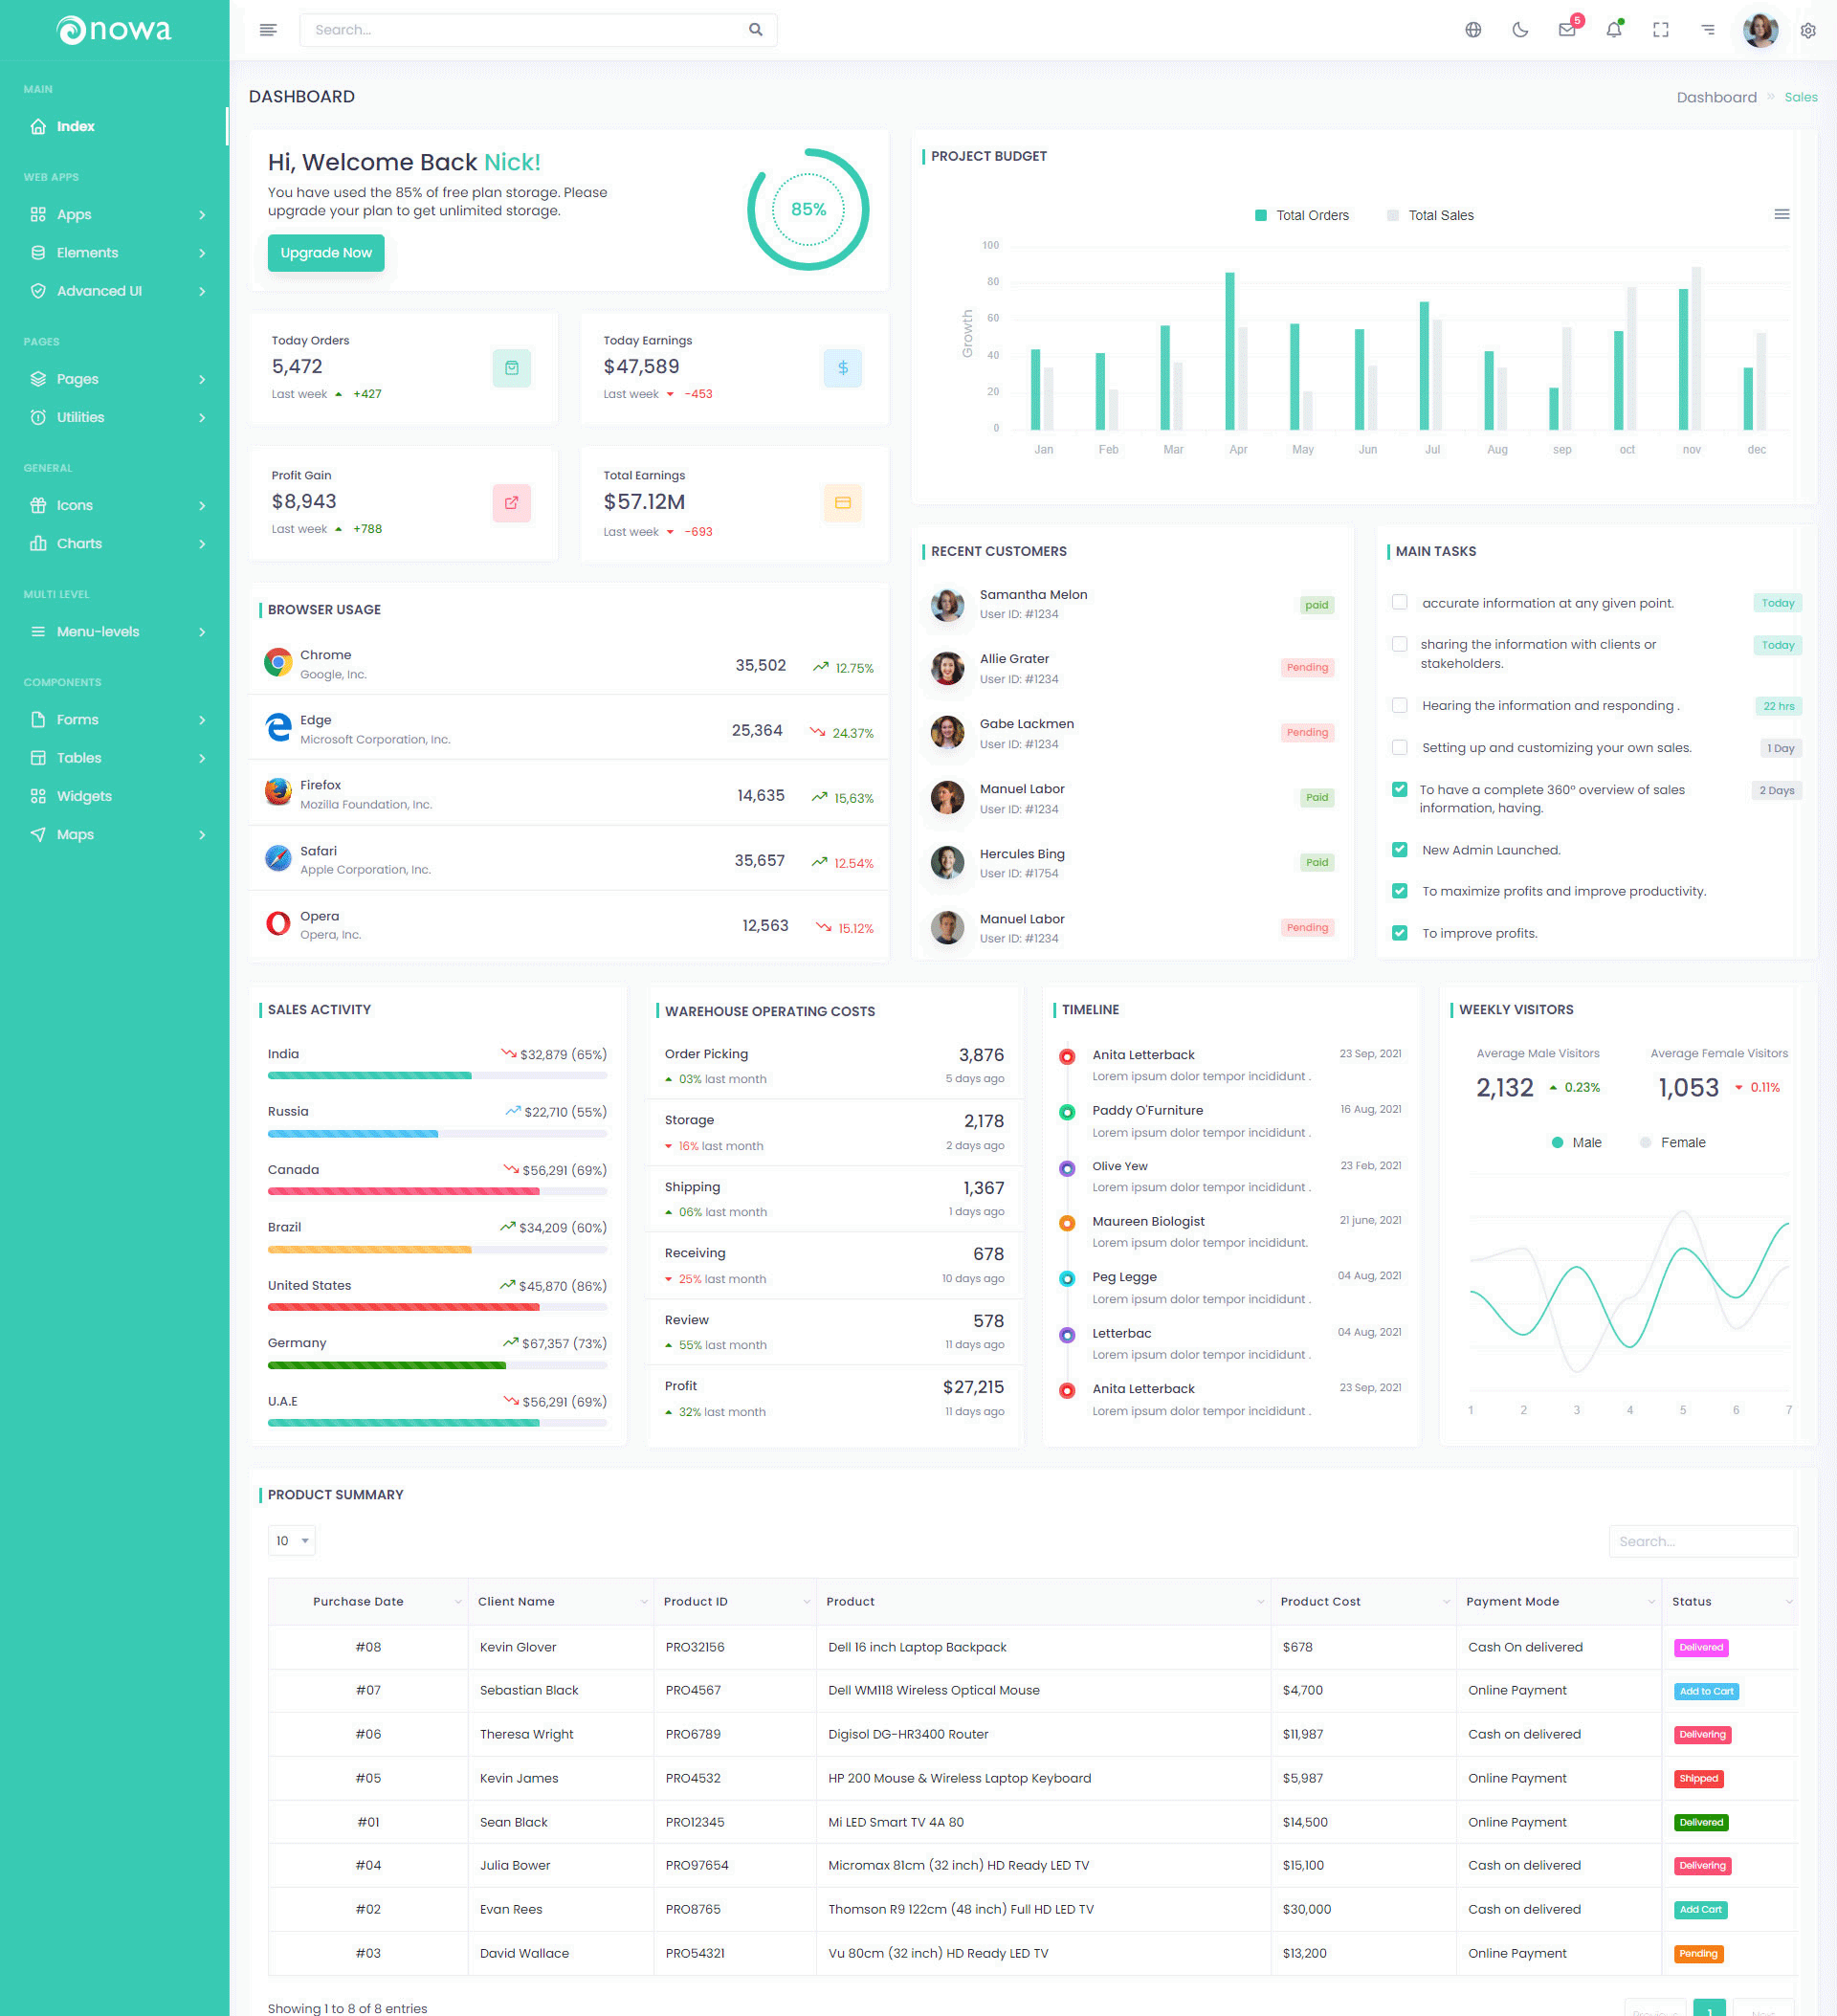 nowa
MAIN
Index
WEB APPS
Apps
Elements
Advanced UI
PAGES
Pages
Utilities
GENERAL
Icons
Charts
MULTI LEVEL
Menu-levels
COMPONENTS
Forms
Tables
Widgets
Maps
Search...
5
DASHBOARD
Dashboard » Sales
Hi, Welcome Back Nick!
You have used the 85% of free plan storage. Please
upgrade your plan to get unlimited storage.
Upgrade Now
85%
Today Orders
5,472
Last week +427
Today Earnings
$47,589
Last week -453
Profit Gain
$8,943
Last week +788
Total Earnings
$57.12M
Last week -693
PROJECT BUDGET
Total Orders Total Sales
Growth
100
80
60
40
20
0
Jan Feb Mar Apr May Jun Jul Aug sep oct nov dec
BROWSER USAGE
Chrome
Google, Inc.
35,502 12.75%
Edge
Microsoft Corporation, Inc.
25,364 24.37%
Firefox
Mozilla Foundation, Inc.
14,635 15,63%
Safari
Apple Corporation, Inc.
35,657 12.54%
Opera
Opera, Inc.
12,563 15.12%
RECENT CUSTOMERS
Samantha Melon
User ID: #1234
paid
Allie Grater
User ID: #1234
Pending
Gabe Lackmen
User ID: #1234
Pending
Manuel Labor
User ID: #1234
Paid
Hercules Bing
User ID: #1754
Paid
Manuel Labor
User ID: #1234
Pending
MAIN TASKS
accurate information at any given point. Today
sharing the information with clients or
stakeholders.
Today
Hearing the information and responding . 22 hrs
Setting up and customizing your own sales. 1 Day
To have a complete 360° overview of sales
information, having.
2 Days
New Admin Launched.
To maximize profits and improve productivity.
To improve profits.
SALES ACTIVITY
India $32,879 (65%)
Russia $22,710 (55%)
Canada $56,291 (69%)
Brazil $34,209 (60%)
United States $45,870 (86%)
Germany $67,357 (73%)
U.A.E $56,291 (69%)
WAREHOUSE OPERATING COSTS
Order Picking 3,876
03% last month 5 days ago
Storage 2,178
16% last month 2 days ago
Shipping 1,367
06% last month 1 days ago
Receiving 678
25% last month 10 days ago
Review 578
55% last month 11 days ago
Profit $27,215
32% last month 11 days ago
TIMELINE
Anita Letterback 23 Sep, 2021
Lorem ipsum dolor tempor incididunt .
Paddy O'Furniture 16 Aug, 2021
Lorem ipsum dolor tempor incididunt .
Olive Yew 23 Feb, 2021
Lorem ipsum dolor tempor incididunt .
Maureen Biologist 21 june, 2021
Lorem ipsum dolor tempor incididunt.
Peg Legge 04 Aug, 2021
Lorem ipsum dolor tempor incididunt .
Letterbac 04 Aug, 2021
Lorem ipsum dolor tempor incididunt .
Anita Letterback 23 Sep, 2021
Lorem ipsum dolor tempor incididunt .
WEEKLY VISITORS
Average Male Visitors
2,132 0.23%
Average Female Visitors
1,053 0.11%
Male Female
1 2 3 4 5 6 7
PRODUCT SUMMARY
10
Search...
Purchase Date Client Name Product ID Product Product Cost Payment Mode Status
#08 Kevin Glover PRO32156 Dell 16 inch Laptop Backpack $678 Cash On delivered Delivered
#07 Sebastian Black PRO4567 Dell WM118 Wireless Optical Mouse $4,700 Online Payment Add to Cart
#06 Theresa Wright PRO6789 Digisol DG-HR3400 Router $11,987 Cash on delivered Delivering
#05 Kevin James PRO4532 HP 200 Mouse & Wireless Laptop Keyboard $5,987 Online Payment Shipped
#01 Sean Black PRO12345 Mi LED Smart TV 4A 80 $14,500 Online Payment Delivered
#04 Julia Bower PRO97654 Micromax 81cm (32 inch) HD Ready LED TV $15,100 Cash on delivered Delivering
#02 Evan Rees PRO8765 Thomson R9 122cm (48 inch) Full HD LED TV $30,000 Cash on delivered Add Cart
#03 David Wallace PRO54321 Vu 80cm (32 inch) HD Ready LED TV $13,200 Online Payment Pending
Showing 1 to 8 of 8 entries
1